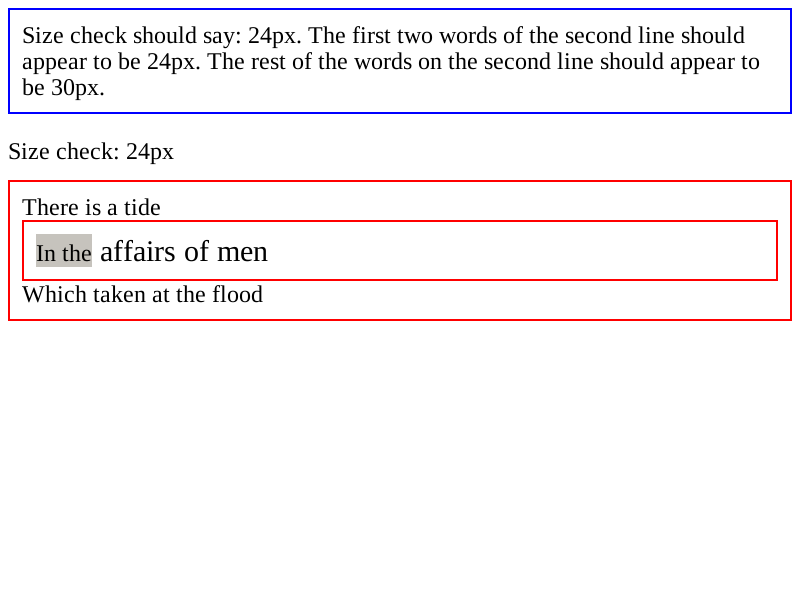 Size check should say: 24px. The first two words of the second line should
appear to be 24px. The rest of the words on the second line should appear to
be 30px.
Size check: 24px
There is a tide
In the affairs of men
Which taken at the flood